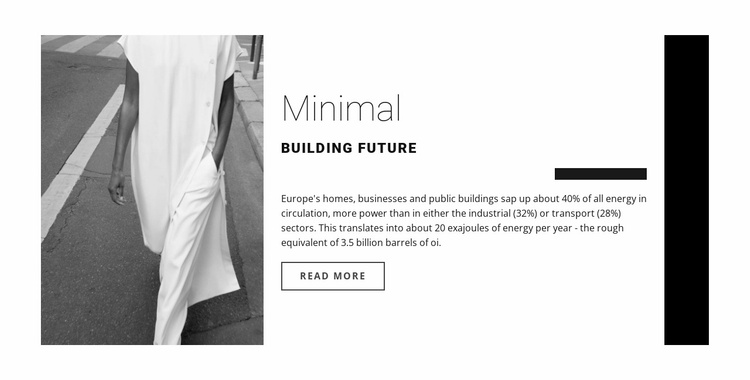 Minimal
BUILDING FUTURE
Europe's homes, businesses and public buildings sap up about 40% of all energy in
circulation, more power than in either the industrial (32%) or transport (28%)
sectors. This translates into about 20 exajoules of energy per year - the rough
equivalent of 3.5 billion barrels of oi.
READ MORE